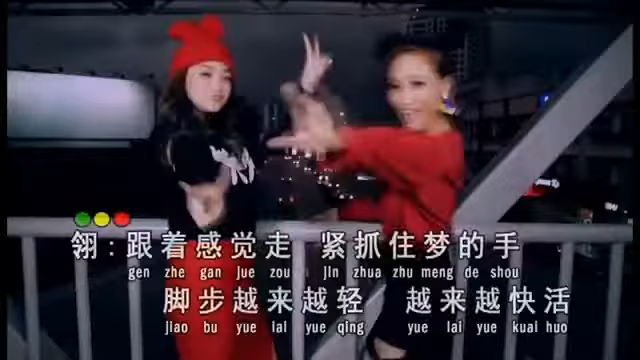 翎:跟着感觉走 紧抓住梦的手
gen zhe gan jue zou jin zhua zhu meng de shou
脚步越来越轻 越来越快活
jiao bu yue lai yue qing yue lai yue kuai huo